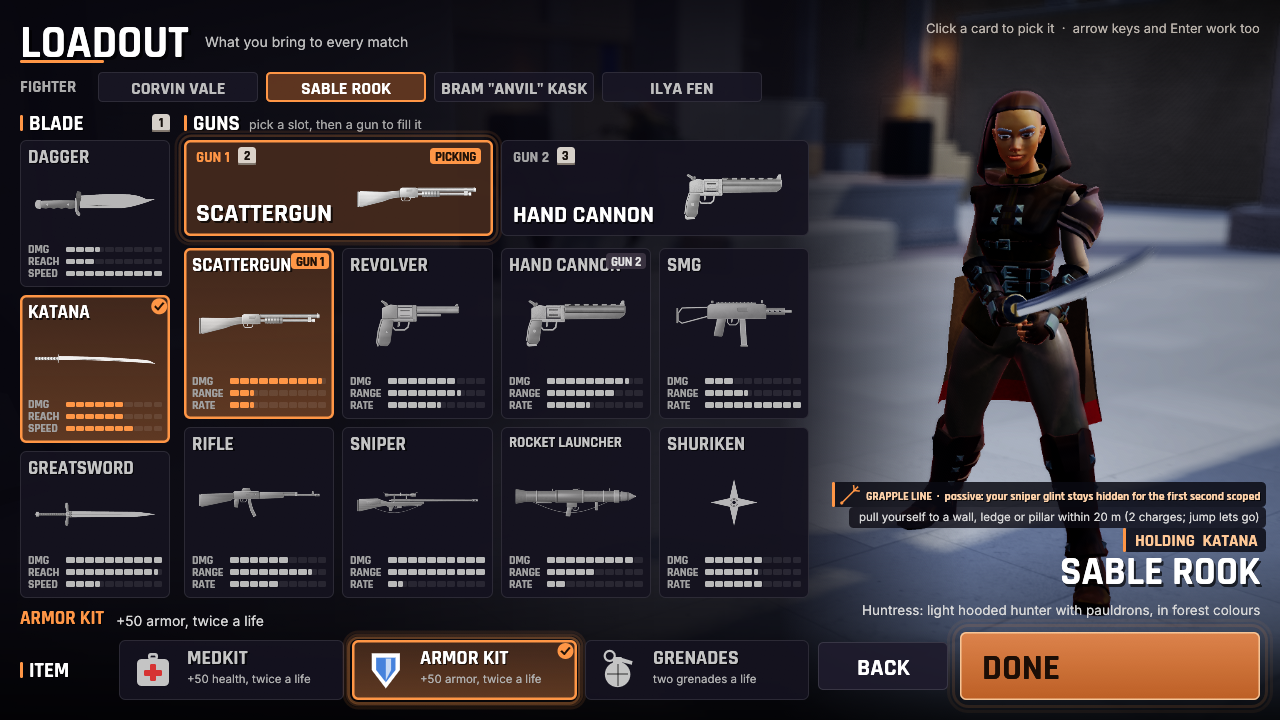 LOADOUT
What you bring to every match
Click a card to pick it · arrow keys and Enter work too
FIGHTER
CORVIN VALE
SABLE ROOK
BRAM "ANVIL" KASK
ILYA FEN
BLADE
1
GUNS
pick a slot, then a gun to fill it
DAGGER
DMG
REACH
SPEED
KATANA
DMG
REACH
SPEED
GREATSWORD
DMG
REACH
SPEED
GUN 1
2
PICKING
SCATTERGUN
GUN 2
3
HAND CANNON
SCATTERGUN
GUN 1
DMG
RANGE
RATE
REVOLVER
DMG
RANGE
RATE
HAND CANNON
GUN 2
DMG
RANGE
RATE
SMG
DMG
RANGE
RATE
RIFLE
DMG
RANGE
RATE
SNIPER
DMG
RANGE
RATE
ROCKET LAUNCHER
DMG
RANGE
RATE
SHURIKEN
DMG
RANGE
RATE
GRAPPLE LINE · passive: your sniper glint stays hidden for the first second scoped
pull yourself to a wall, ledge or pillar within 20 m (2 charges; jump lets go)
HOLDING KATANA
SABLE ROOK
Huntress: light hooded hunter with pauldrons, in forest colours
ARMOR KIT
+50 armor, twice a life
ITEM
MEDKIT
+50 health, twice a life
ARMOR KIT
+50 armor, twice a life
GRENADES
two grenades a life
BACK
DONE